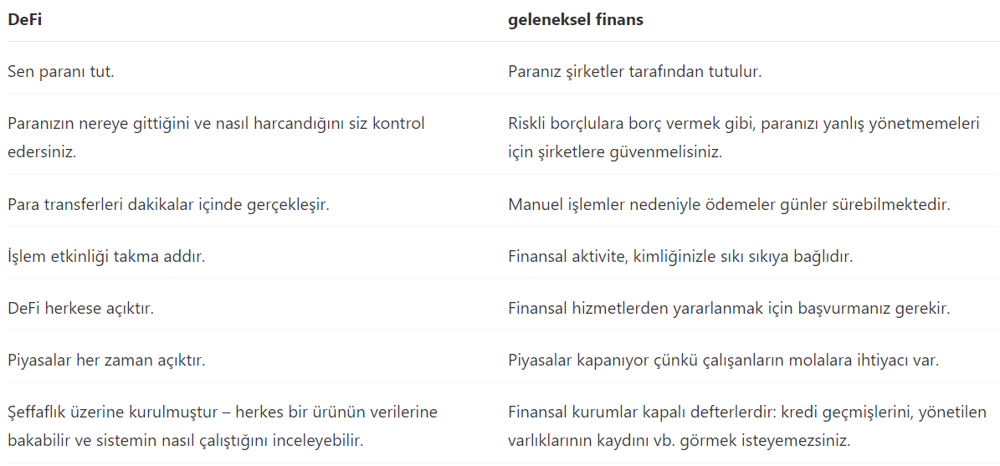 DeFi
geleneksel finans
Sen paranı tut.
Paranız şirketler tarafından tutulur.
Paranızın nereye gittiğini ve nasıl harcandığını siz kontrol
edersiniz.
Riskli borçlulara borç vermek gibi, paranızı yanlış yönetmemeleri
için şirketlere güvenmelisiniz.
Para transferleri dakikalar içinde gerçekleşir.
Manuel işlemler nedeniyle ödemeler günler sürebilmektedir.
İşlem etkinliği takma addır.
Finansal aktivite, kimliğinizle sıkı sıkıya bağlıdır.
DeFi herkese açıktır.
Finansal hizmetlerden yararlanmak için başvurmanız gerekir.
Piyasalar her zaman açıktır.
Piyasalar kapanıyor çünkü çalışanların molalara ihtiyacı var.
Şeffaflık üzerine kurulmuştur – herkes bir ürünün verilerine
bakabilir ve sistemin nasıl çalıştığını inceleyebilir.
Finansal kurumlar kapalı defterlerdir: kredi geçmişlerini, yönetilen
varlıklarının kaydını vb. görmek isteyemezsiniz.